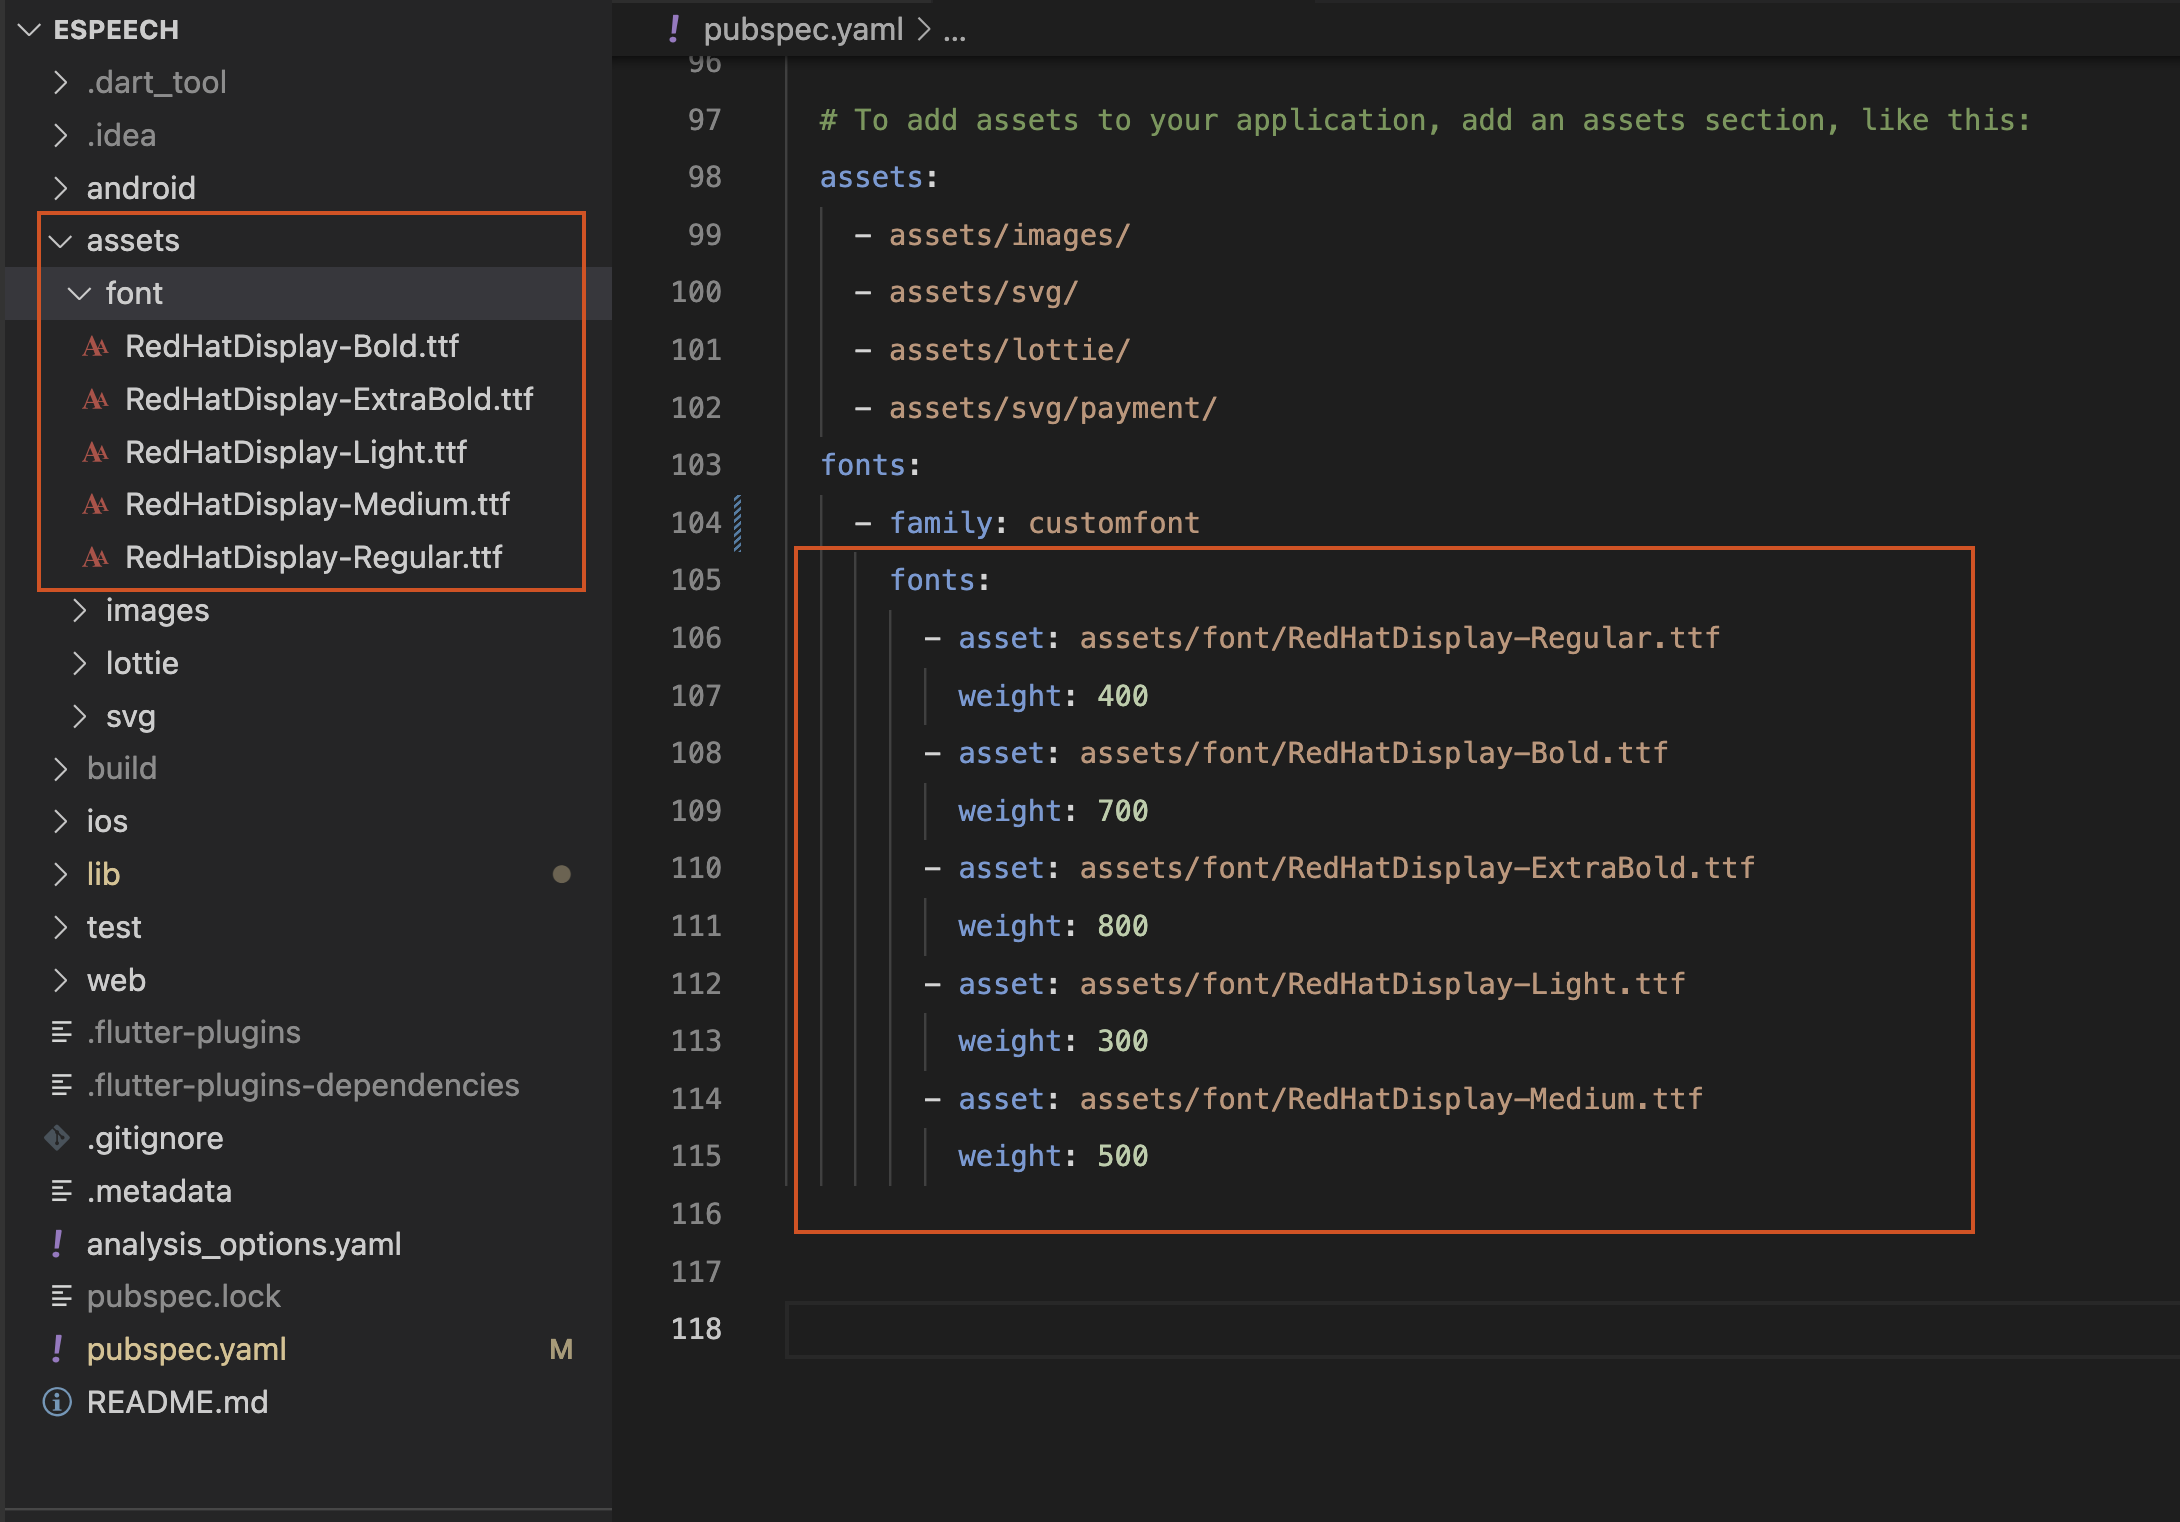 ESPEECH
.dart_tool
.idea
android
assets
font
RedHatDisplay-Bold.ttf
RedHatDisplay-ExtraBold.ttf
RedHatDisplay-Light.ttf
RedHatDisplay-Medium.ttf
RedHatDisplay-Regular.ttf
images
lottie
svg
build
ios
lib
test
web
.flutter-plugins
.flutter-plugins-dependencies
.gitignore
.metadata
analysis_options.yaml
pubspec.lock
pubspec.yaml M
README.md
! pubspec.yaml > ...
96
97 # To add assets to your application, add an assets section, like this:
98 assets:
99 - assets/images/
100 - assets/svg/
101 - assets/lottie/
102 - assets/svg/payment/
103 fonts:
104 - family: customfont
105 fonts:
106 - asset: assets/font/RedHatDisplay-Regular.ttf
107 weight: 400
108 - asset: assets/font/RedHatDisplay-Bold.ttf
109 weight: 700
110 - asset: assets/font/RedHatDisplay-ExtraBold.ttf
111 weight: 800
112 - asset: assets/font/RedHatDisplay-Light.ttf
113 weight: 300
114 - asset: assets/font/RedHatDisplay-Medium.ttf
115 weight: 500
116
117
118